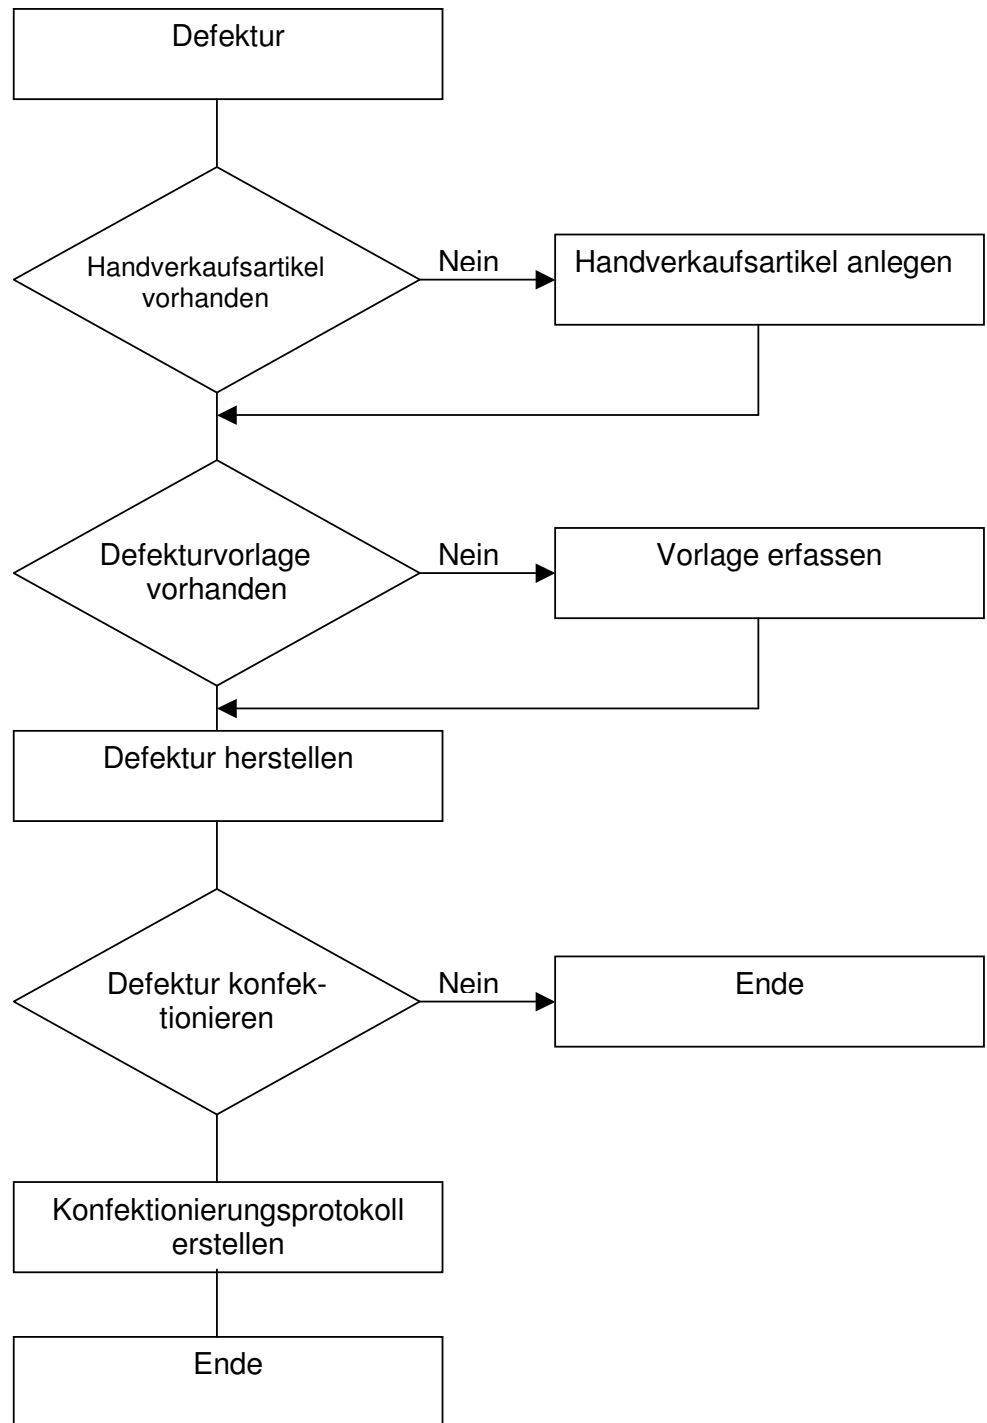 Defektur
Handverkaufsartikel
vorhanden
Nein
Handverkaufsartikel anlegen
Defekturvorlage
vorhanden
Nein
Vorlage erfassen
Defektur herstellen
Defektur konfek-
tionieren
Nein
Ende
Konfektionierungsprotokoll
erstellen
Ende